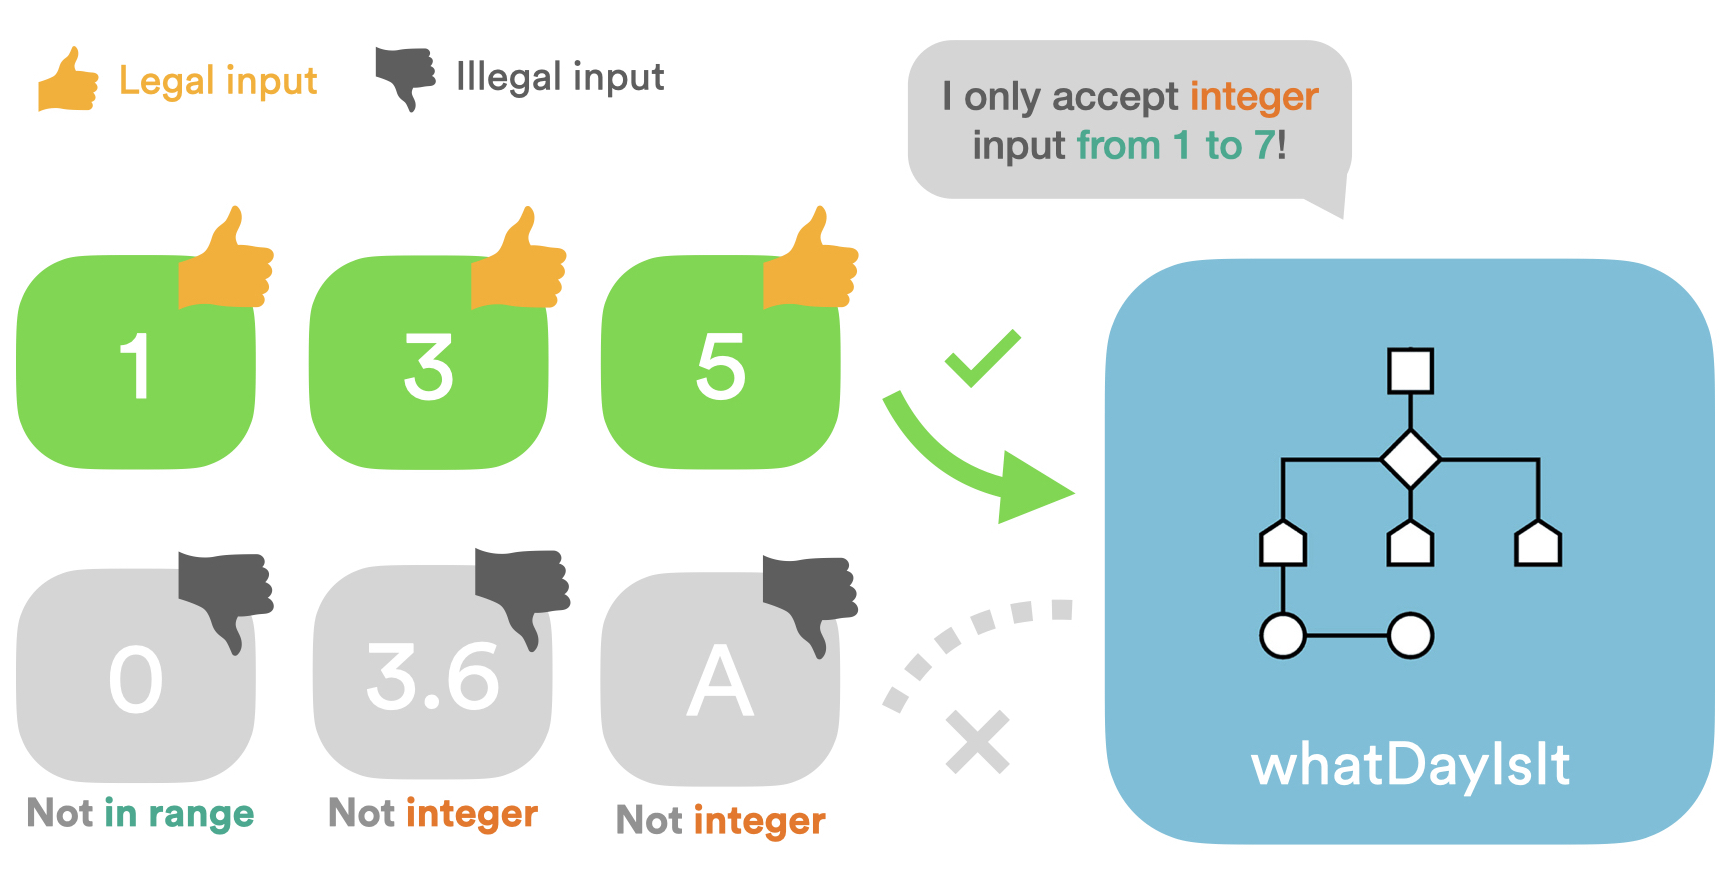 Legal input
Illegal input
I only accept integer
input from 1 to 7!
1
3
5
0
3.6
A
Not in range
Not integer
Not integer
whatDayIsIt